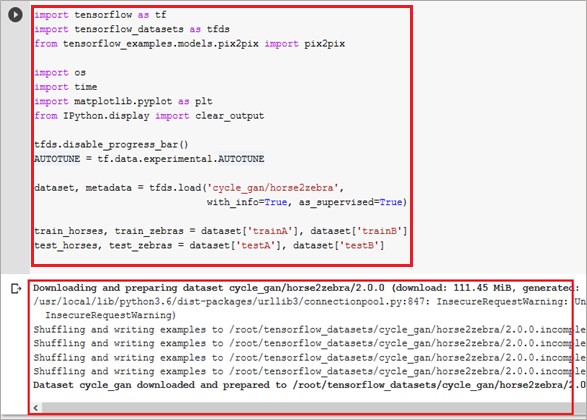 import tensorflow as tf
import tensorflow_datasets as tfds
from tensorflow_examples.models.pix2pix import pix2pix
import os
import time
import matplotlib.pyplot as plt
from IPython.display import clear_output
tfds.disable_progress_bar()
AUTOTUNE = tf.data.experimental.AUTOTUNE
dataset, metadata = tfds.load('cycle_gan/horse2zebra',
with_info=True, as_supervised=True)
train_horses, train_zebras = dataset['trainA'], dataset['trainB']
test_horses, test_zebras = dataset['testA'], dataset['testB']
Downloading and preparing dataset cycle_gan/horse2zebra/2.0.0 (download: 111.45 MiB, generated:
/usr/local/lib/python3.6/dist-packages/urllib3/connectionpool.py:847: InsecureRequestWarning: Un
InsecureRequestWarning)
Shuffling and writing examples to /root/tensorflow_datasets/cycle_gan/horse2zebra/2.0.0.incomple
Shuffling and writing examples to /root/tensorflow_datasets/cycle_gan/horse2zebra/2.0.0.incomple
Shuffling and writing examples to /root/tensorflow_datasets/cycle_gan/horse2zebra/2.0.0.incomple
Shuffling and writing examples to /root/tensorflow_datasets/cycle_gan/horse2zebra/2.0.0.incomple
Dataset cycle_gan downloaded and prepared to /root/tensorflow_datasets/cycle_gan/horse2zebra/2.0